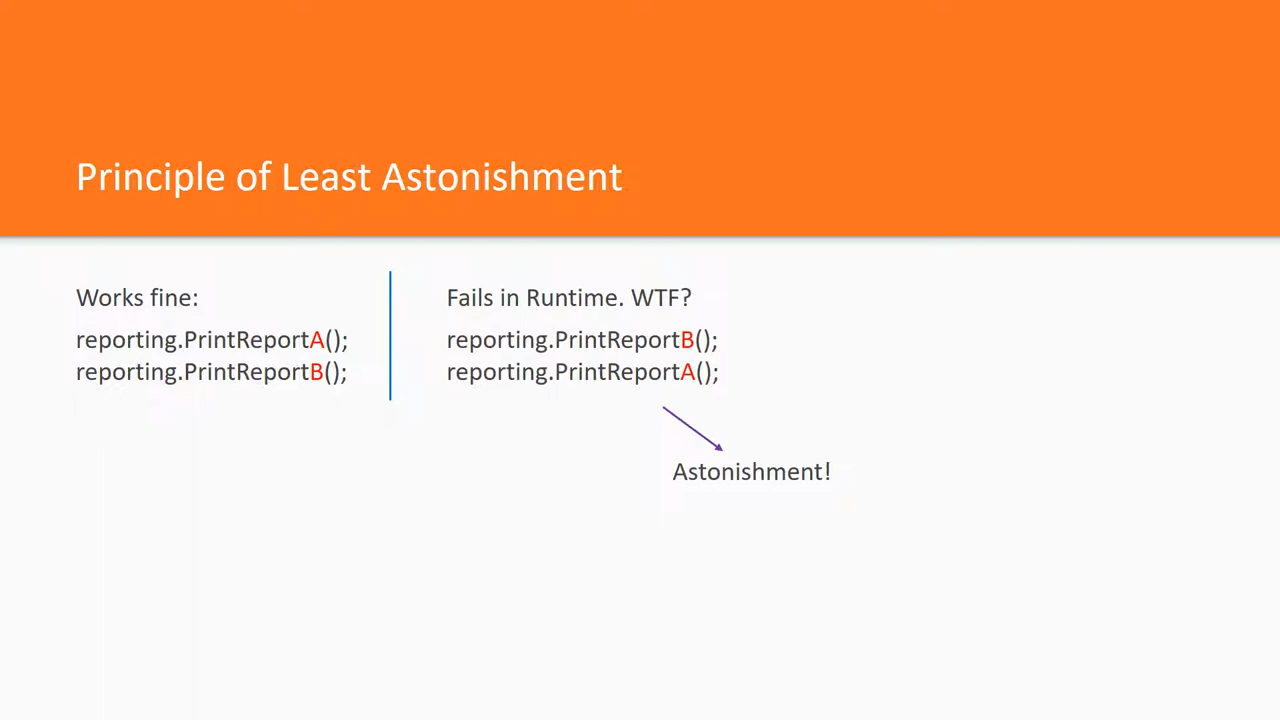 Principle of Least Astonishment
Works fine:
reporting.PrintReportA();
reporting.PrintReportB();
Fails in Runtime. WTF?
reporting.PrintReportB();
reporting.PrintReportA();
Astonishment!